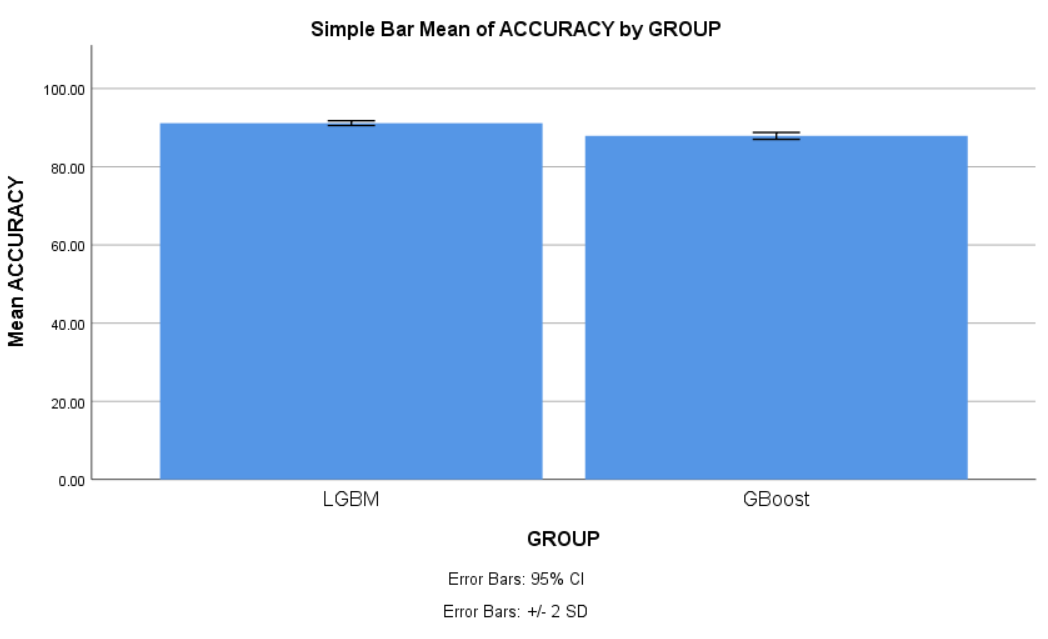 Simple Bar Mean of ACCURACY by GROUP
Mean ACCURACY
100.00
80.00
60.00
40.00
20.00
0.00
LGBM
GBoost
GROUP
Error Bars: 95% CI
Error Bars: +/- 2 SD